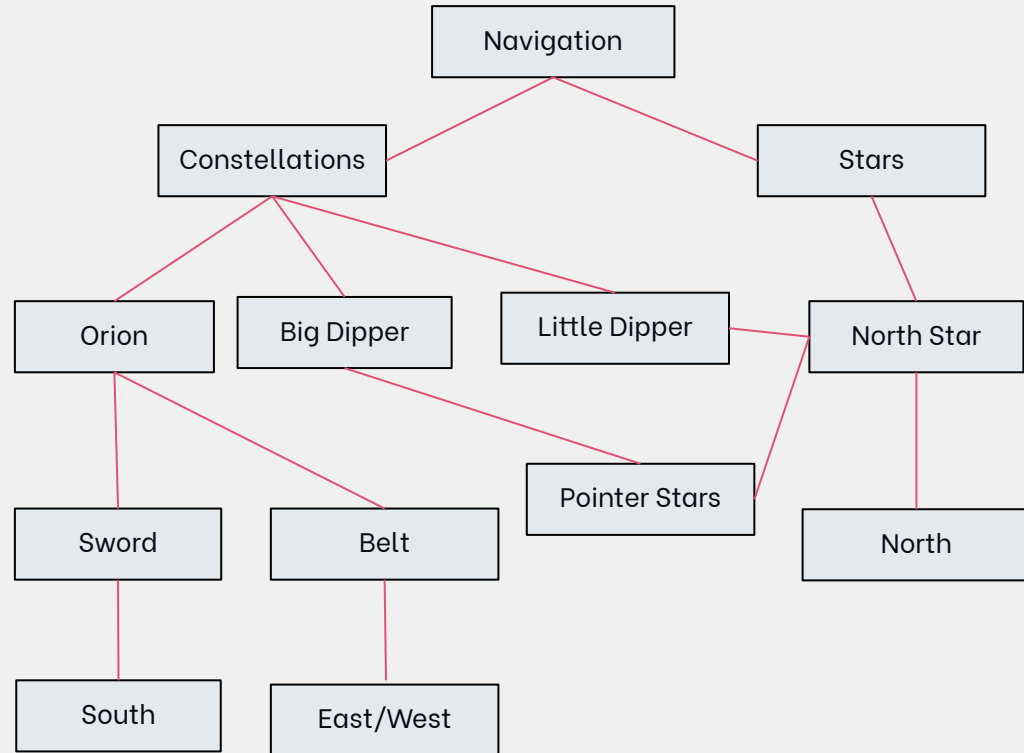 Navigation
Constellations
Stars
Orion
Big Dipper
Little Dipper
North Star
Pointer Stars
Sword
Belt
North
South
East/West